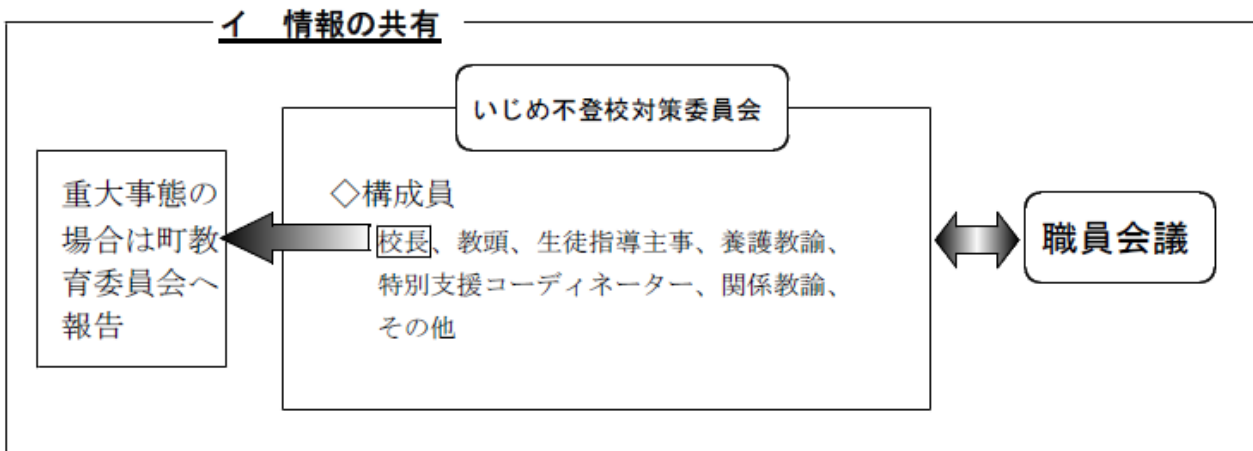 イ　情報の共有
いじめ不登校対策委員会
重大事態の
場合は町教
育委員会へ
報告
◇構成員
校長、教頭、生徒指導主事、養護教諭、
特別支援コーディネーター、関係教諭、
その他
職員会議